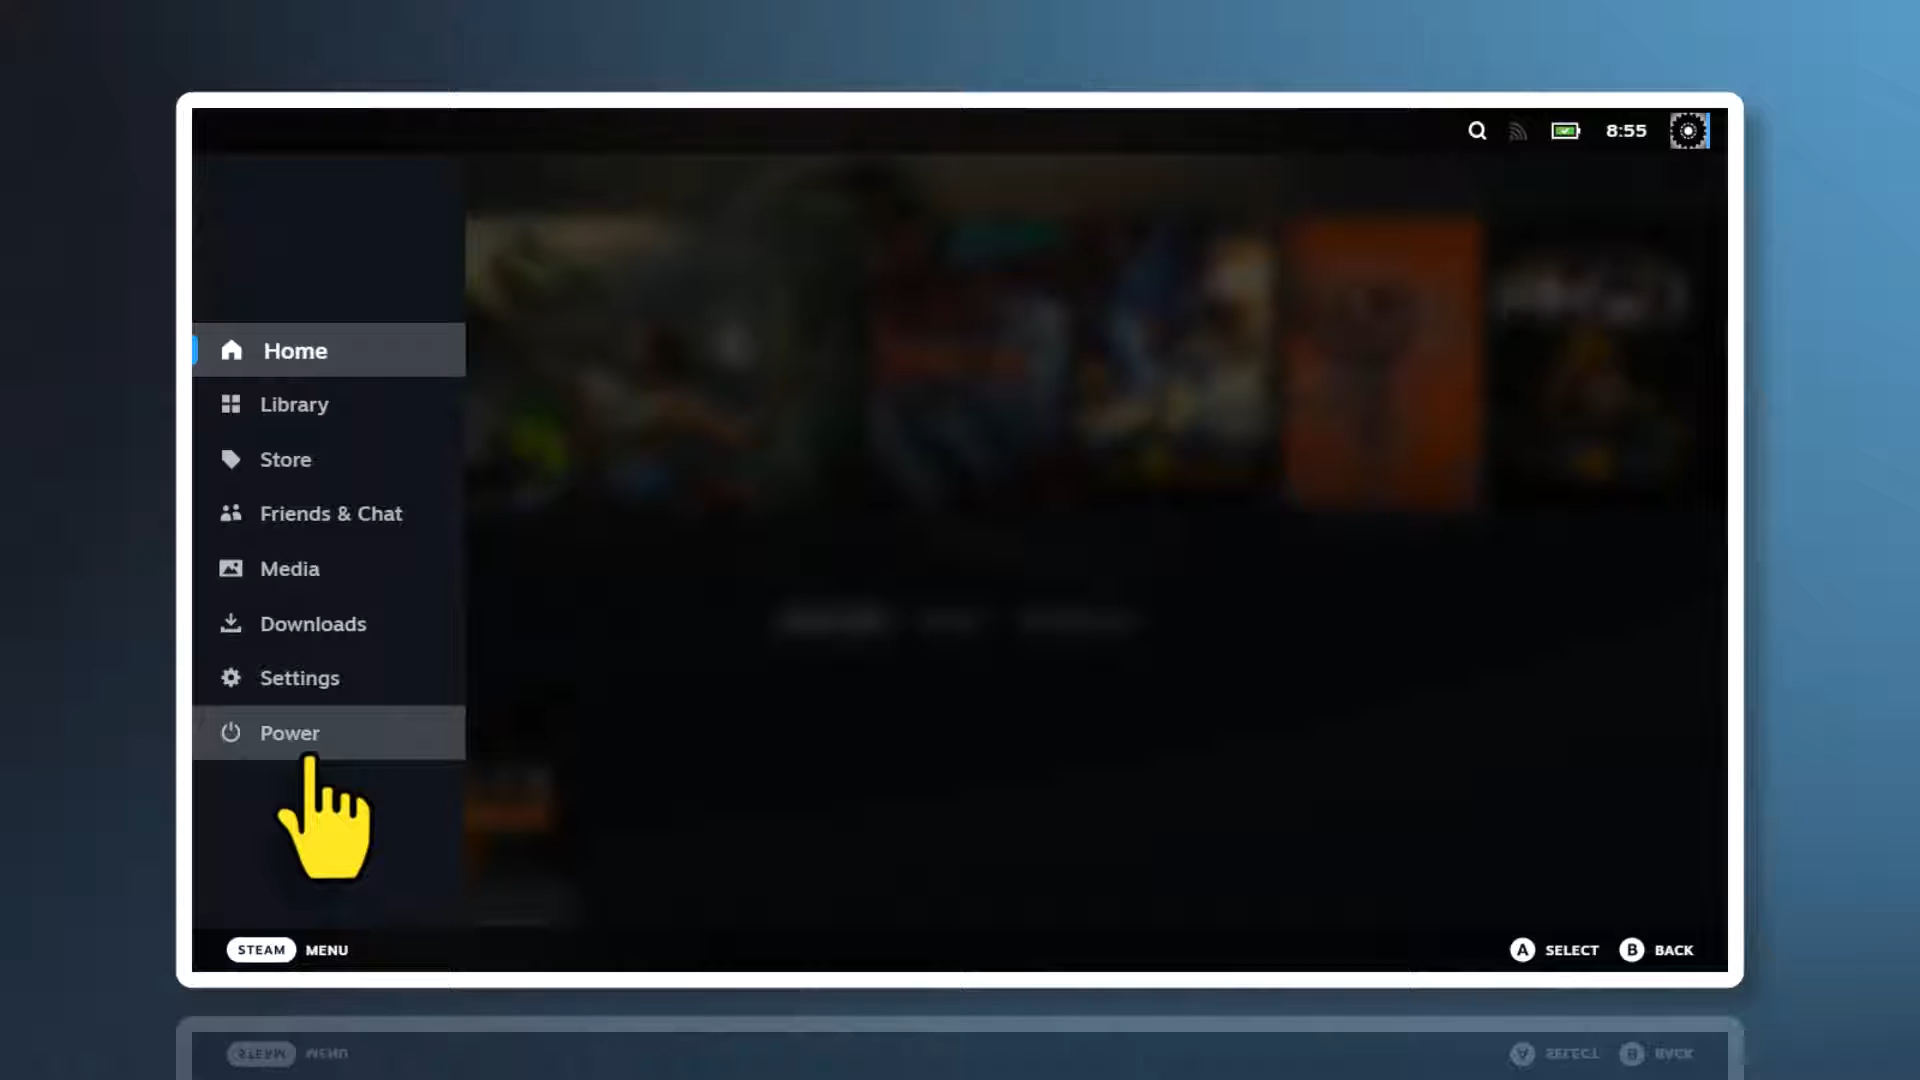 8:55
Home
Library
Store
Friends & Chat
Media
Downloads
Settings
Power
STEAM MENU
A SELECT B BACK